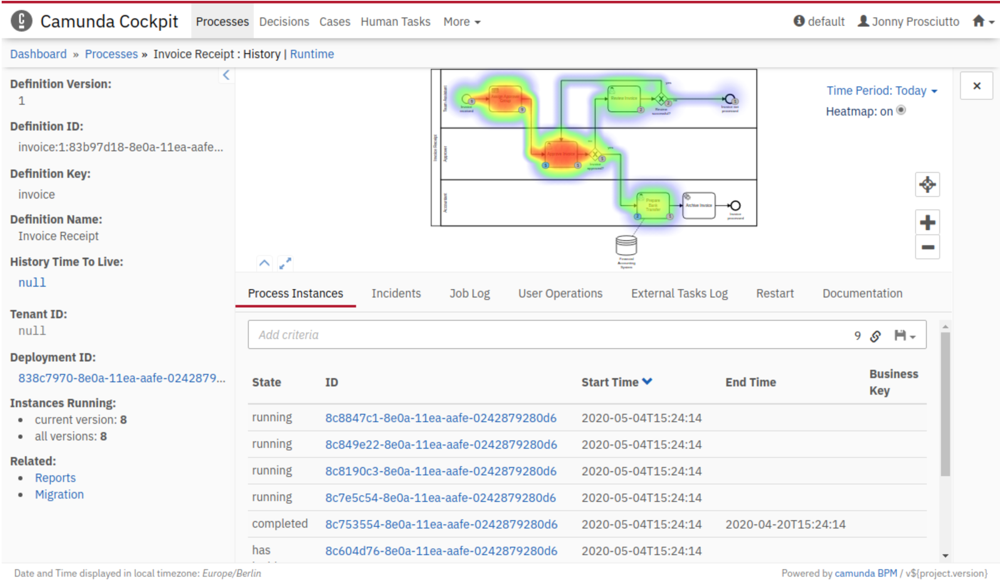 Camunda Cockpit Processes Decisions Cases Human Tasks More default Jonny Prosciutto
Dashboard » Processes » Invoice Receipt : History | Runtime
Definition Version:
1
Definition ID:
invoice:1:83b97d18-8e0a-11ea-aafe...
Definition Key:
invoice
Definition Name:
Invoice Receipt
History Time To Live:
null
Tenant ID:
null
Deployment ID:
838c7970-8e0a-11ea-aafe-0242879...
Instances Running:
• current version: 8
• all versions: 8
Related:
• Reports
• Migration
Invoice Receipt
Team Assistant
Invoice received
9
Assign Approver Group
9
Review Invoice
2
Review successful?
2
yes
no
Invoice not processed
1
Approver
Approve Invoice
5
5
Invoice approved?
5
no
yes
Accountant
Prepare Bank Transfer
2
1
Archive Invoice
Invoice processed
Financial Accounting System
Time Period: Today
Heatmap: on
×
Process Instances Incidents Job Log User Operations External Tasks Log Restart Documentation
Add criteria 9
State ID Start Time End Time Business Key
running 8c8847c1-8e0a-11ea-aafe-0242879280d6 2020-05-04T15:24:14
running 8c849e22-8e0a-11ea-aafe-0242879280d6 2020-05-04T15:24:14
running 8c8190c3-8e0a-11ea-aafe-0242879280d6 2020-05-04T15:24:14
running 8c7e5c54-8e0a-11ea-aafe-0242879280d6 2020-05-04T15:24:14
completed 8c753554-8e0a-11ea-aafe-0242879280d6 2020-05-04T15:24:14 2020-04-20T15:24:14
has 8c604d76-8e0a-11ea-aafe-0242879280d6 2020-05-04T15:24:14
Date and Time displayed in local timezone: Europe/Berlin
Powered by camunda BPM / v${project.version}